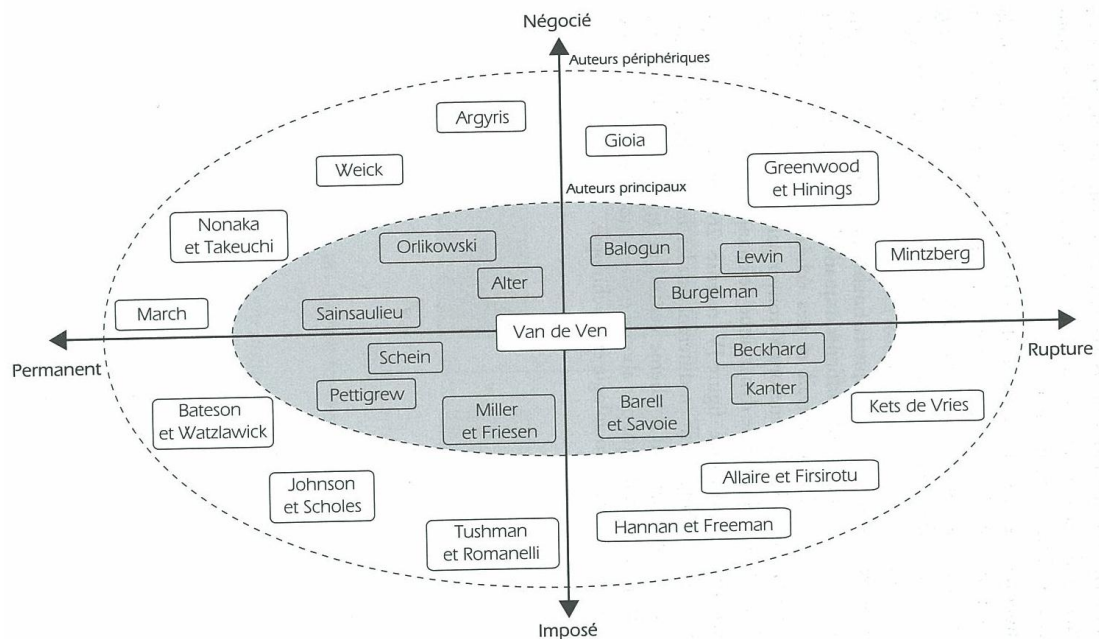 Négocié
Auteurs périphériques
Argyris
Gioia
Weick
Greenwood
et Hinings
Auteurs principaux
Nonaka
et Takeuchi
Orlikowski
Balogun
Lewin
Mintzberg
Alter
Burgelman
March
Sainsaulieu
Van de Ven
Permanent
Rupture
Schein
Beckhard
Pettigrew
Kanter
Bateson
et Watzlawick
Miller
et Friesen
Barell
et Savoie
Kets de Vries
Johnson
et Scholes
Allaire et Firsirotu
Tushman
et Romanelli
Hannan et Freeman
Imposé